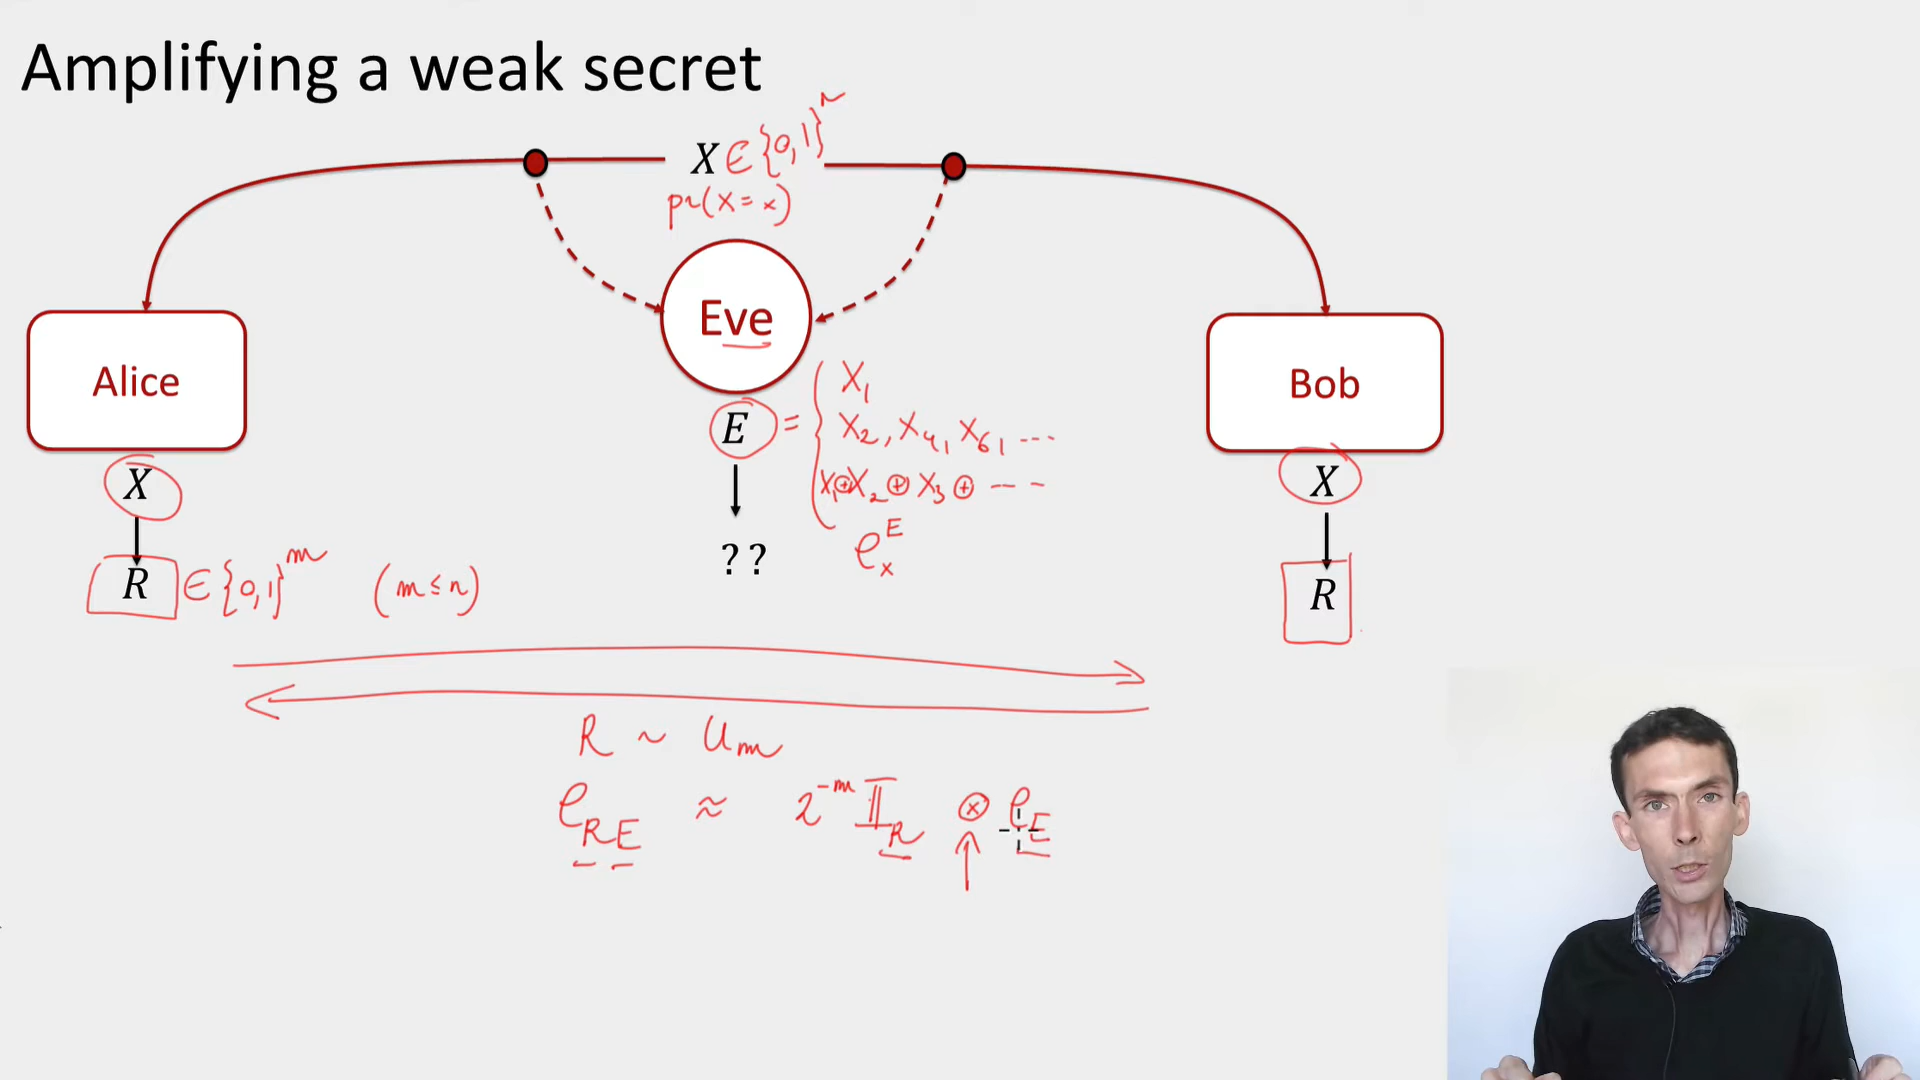 Amplifying a weak secret
X ∈ {0,1}^n
pr(X = x)
Eve
Alice
Bob
E = { X₁
X₂, X₄, X₆, ...
X₁ ⊕ X₂ ⊕ X₃ ⊕ ---
ρ_x^E
X
X
? ?
R ∈ {0,1}^m (m ≤ n)
R
R ~ U_m
ρ_RE ≈ 2^-m 𝕀_R ⊗ ρ_E